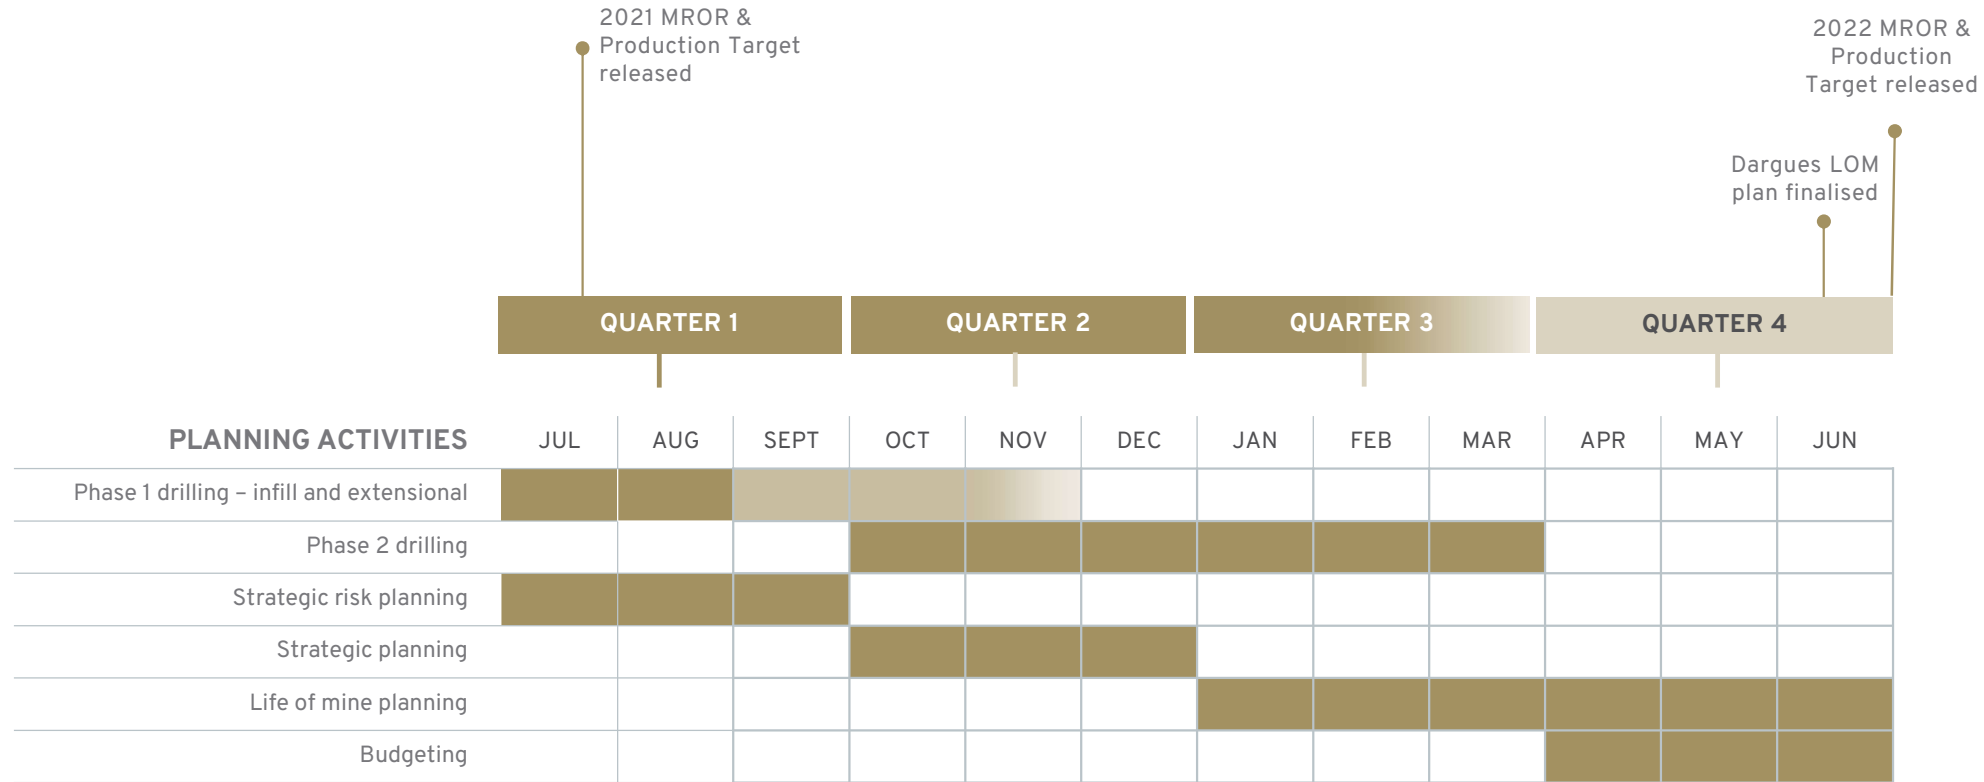 2021 MROR &
Production Target
released
2022 MROR &
Production
Target released
Dargues LOM
plan finalised
QUARTER 1
QUARTER 2
QUARTER 3
QUARTER 4
PLANNING ACTIVITIES
JUL
AUG
SEPT
OCT
NOV
DEC
JAN
FEB
MAR
APR
MAY
JUN
Phase 1 drilling – infill and extensional
Phase 2 drilling
Strategic risk planning
Strategic planning
Life of mine planning
Budgeting